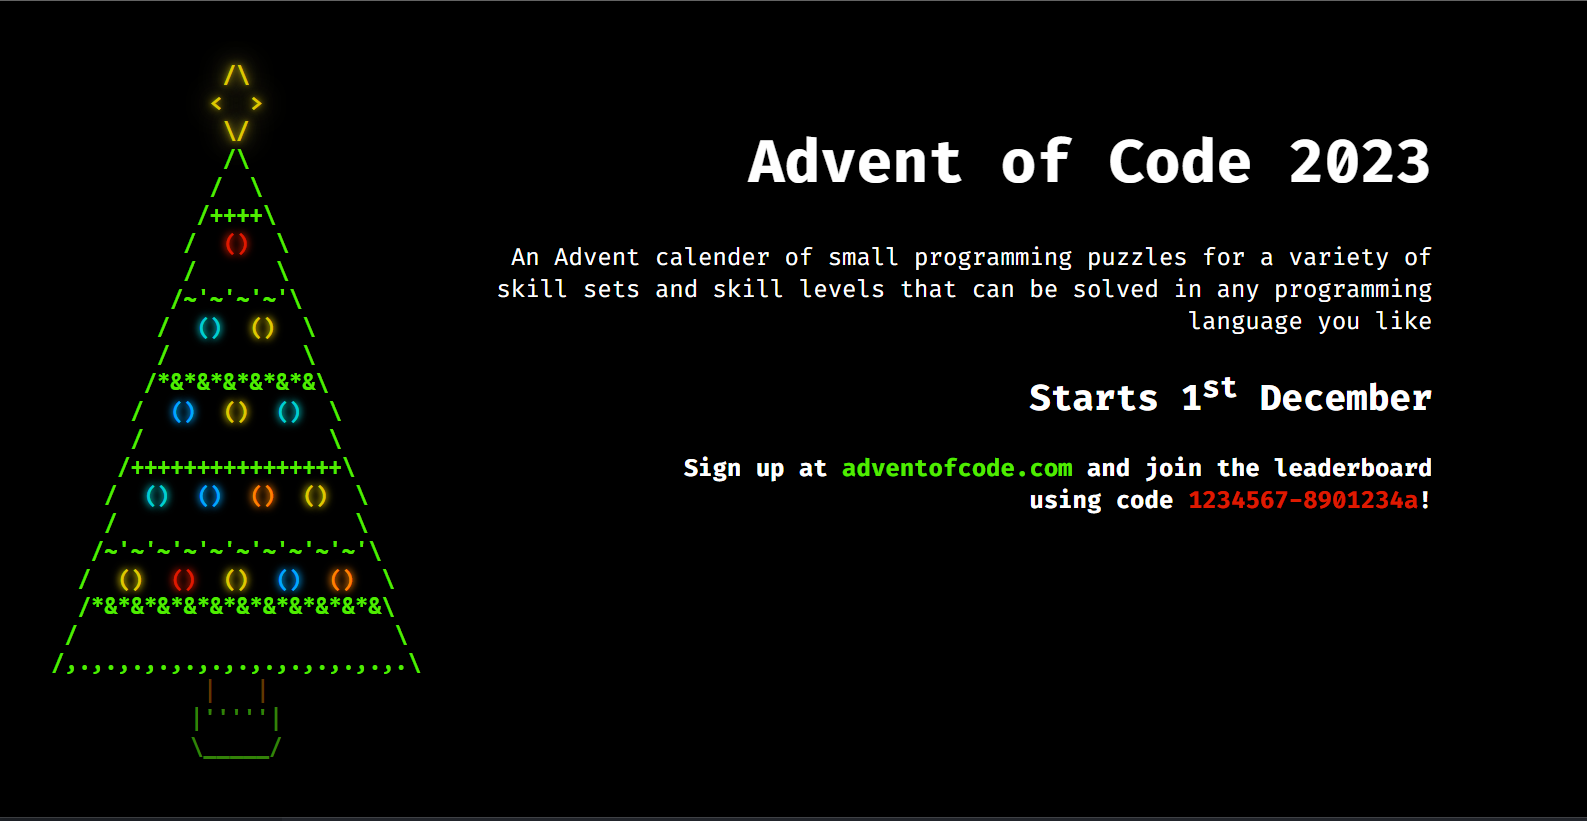 Advent of Code 2023
An Advent calender of small programming puzzles for a variety of
skill sets and skill levels that can be solved in any programming
language you like
Starts 1st December
Sign up at adventofcode.com and join the leaderboard
using code 1234567-8901234a!